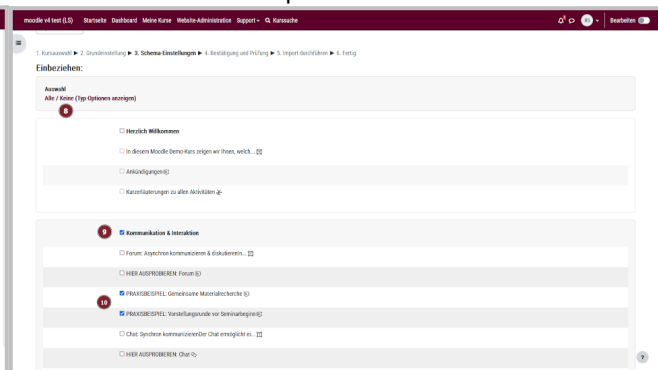 moodle v4 test (LS) Startseite Dashboard Meine Kurse Website-Administration Support Kurssuche Bearbeiten
1. Kursauswahl ► 2. Grundeinstellung ► 3. Schema-Einstellungen ► 4. Bestätigung und Prüfung ► 5. Import durchführen ► 6. Fertig
Einbeziehen:
Auswahl
Alle / Keine (Typ-Optionen anzeigen)
8
Herzlich Willkommen
In diesem Moodle Demo-Kurs zeigen wir Ihnen, welch...
Ankündigungen
Kurzerläuterungen zu allen Aktivitäten
9 Kommunikation & Interaktion
Forum: Asynchron kommunizieren & diskutierenIn...
HIER AUSPROBIEREN: Forum
PRAXISBEISPIEL: Gemeinsame Materialrecherche
10
PRAXISBEISPIEL: Vorstellungsrunde vor Seminarbeginn
Chat: Synchron kommunizierenDer Chat ermöglicht ei...
HIER AUSPROBIEREN: Chat
?